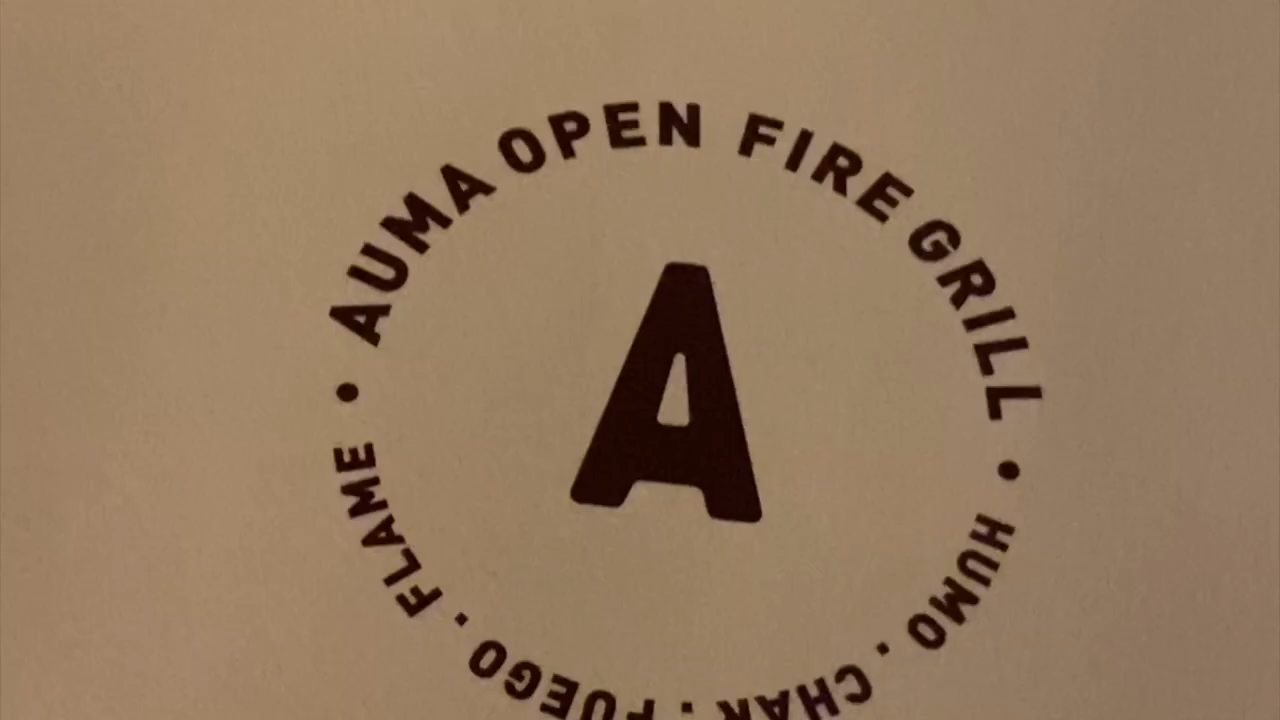 AUMA OPEN FIRE GRILL • HUMO . CHAR . FUEGO . FLAME •
A